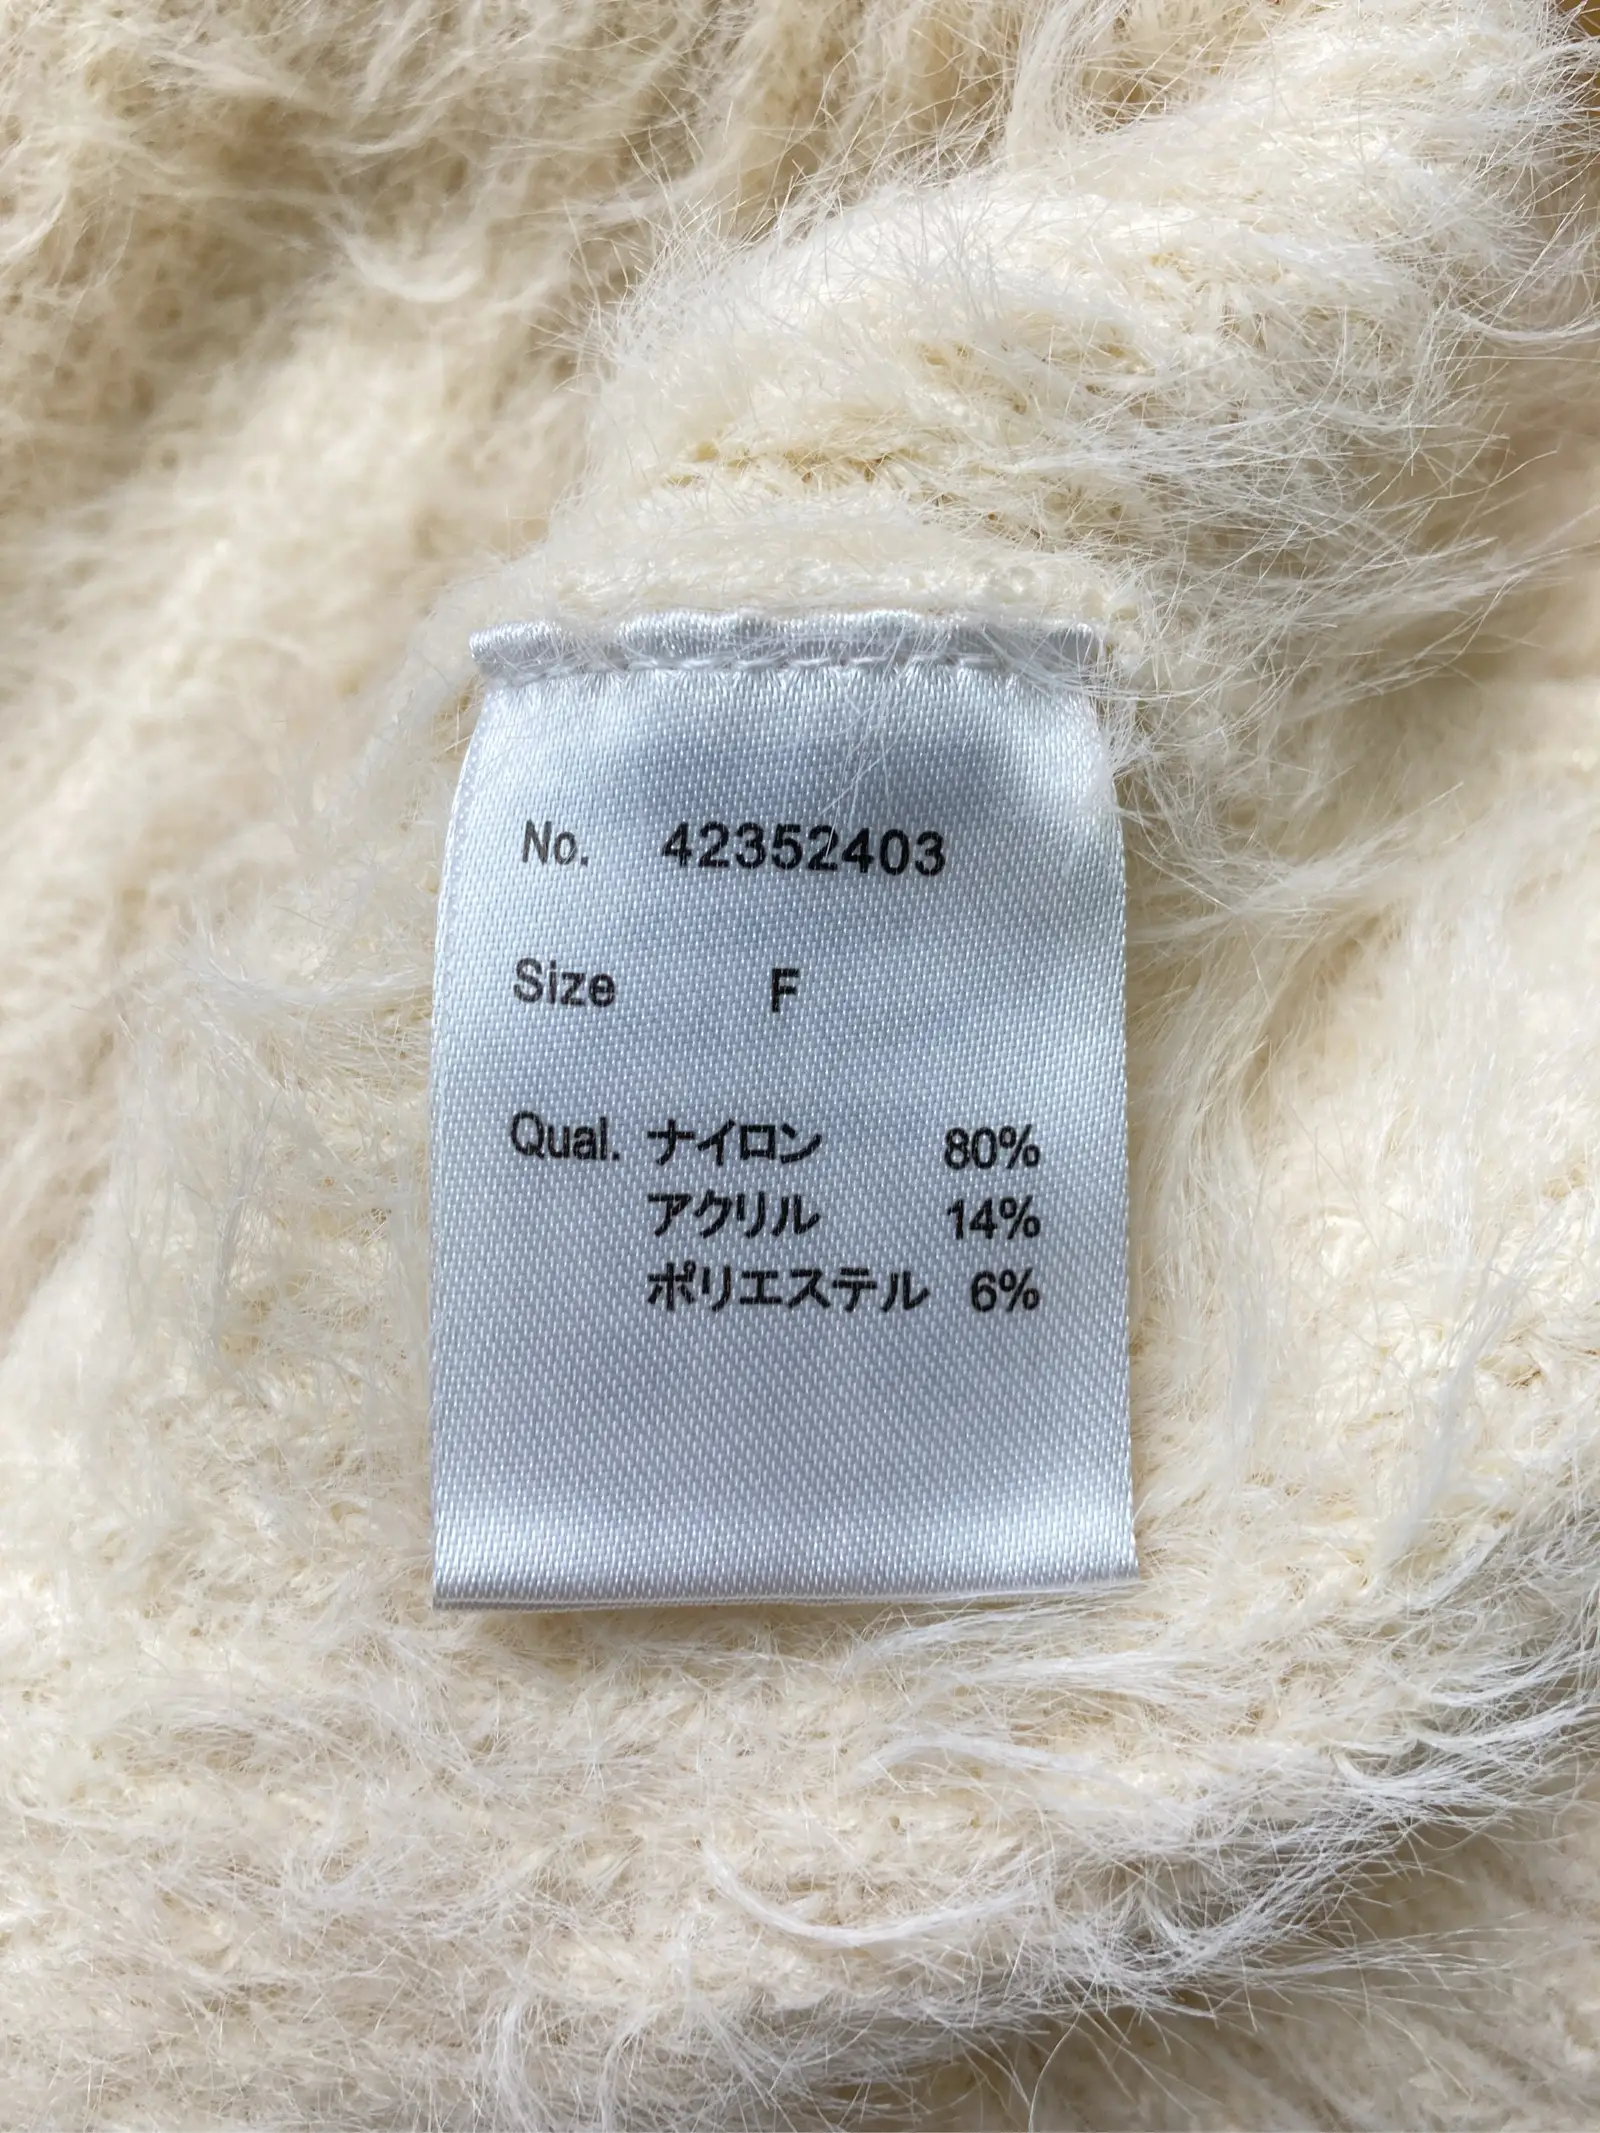 No. 42352403
Size F
Qual. ナイロン 80%
アクリル 14%
ポリエステル 6%